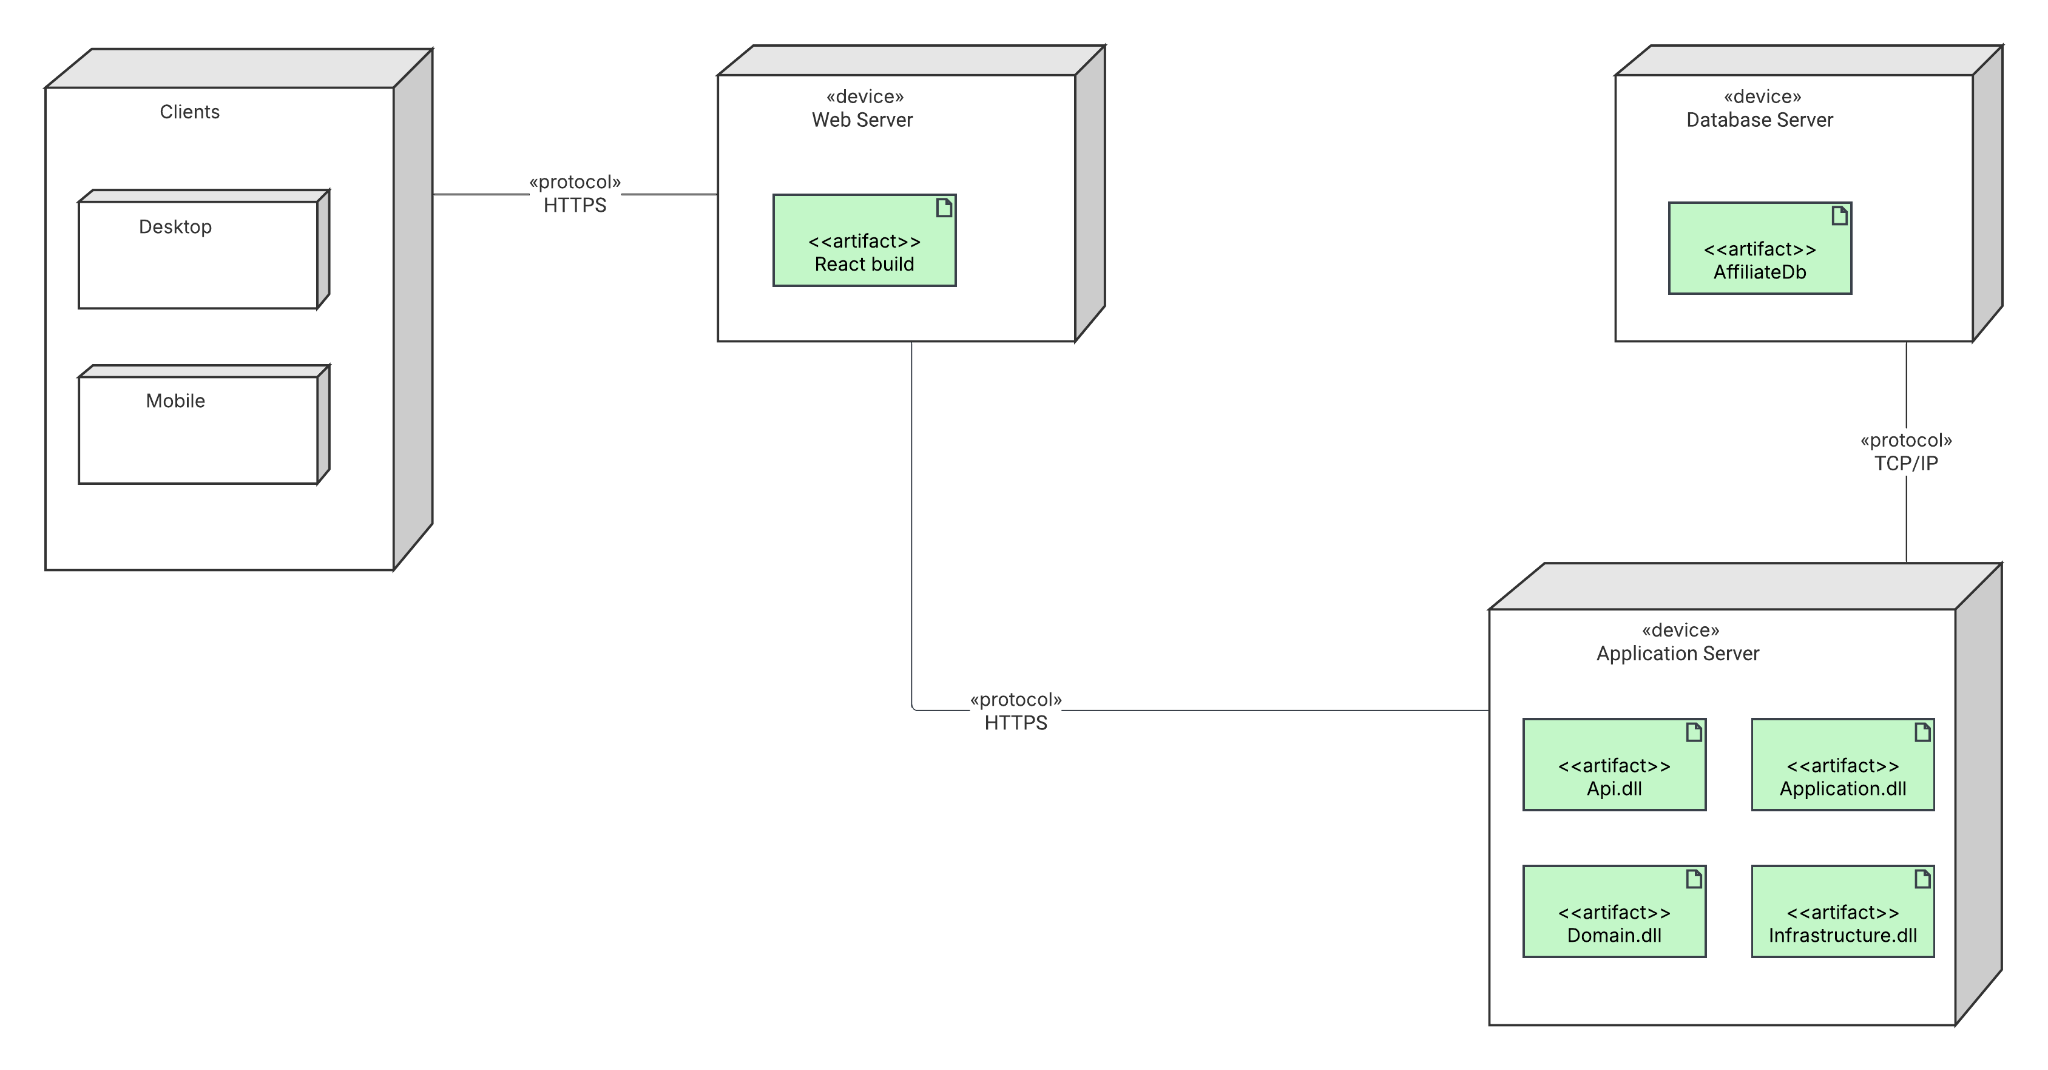 Clients
Desktop
Mobile
«protocol»
HTTPS
«device»
Web Server
<<artifact>>
React build
«device»
Database Server
<<artifact>>
AffiliateDb
«protocol»
TCP/IP
«protocol»
HTTPS
«device»
Application Server
<<artifact>>
Api.dll
<<artifact>>
Application.dll
<<artifact>>
Domain.dll
<<artifact>>
Infrastructure.dll